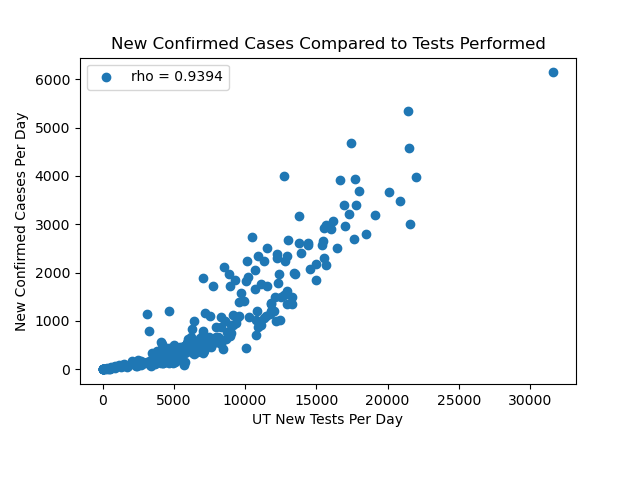 New Confirmed Cases Compared to Tests Performed
rho = 0.9394
6000
5000
4000
3000
2000
1000
0
New Confirmed Caeses Per Day
0 5000 10000 15000 20000 25000 30000
UT New Tests Per Day